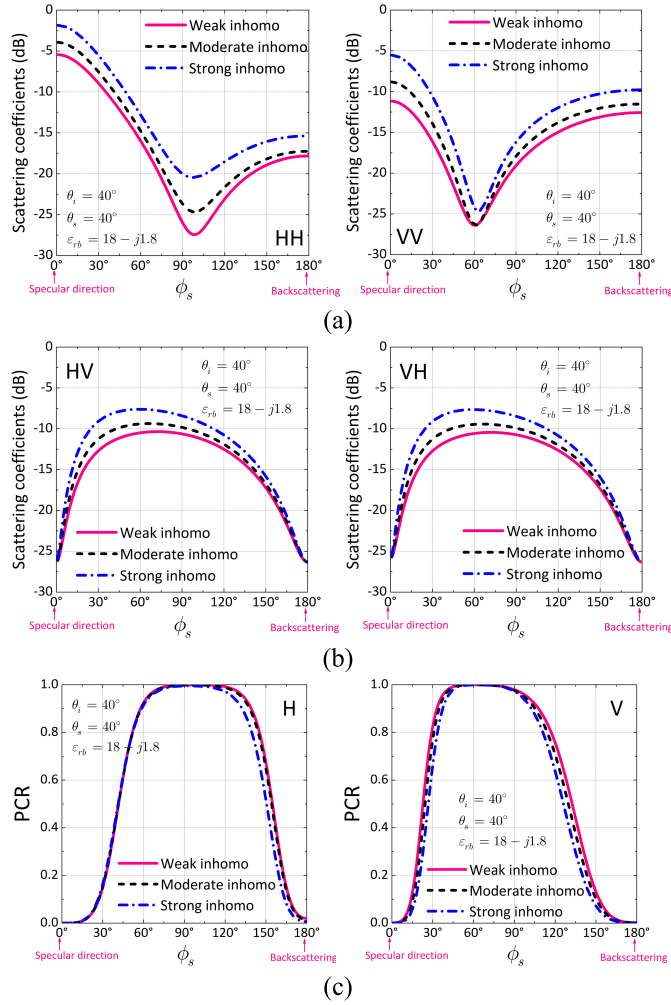 (a)
Scattering coefficients (dB)
0
-5
-10
-15
-20
-25
-30
Weak inhomo
Moderate inhomo
Strong inhomo
θi = 40°
θs = 40°
εrb = 18 − j1.8
HH
0° 30° 60° 90° 120° 150° 180°
Specular direction
ϕs
Backscattering
Scattering coefficients (dB)
0
-5
-10
-15
-20
-25
-30
Weak inhomo
Moderate inhomo
Strong inhomo
VV
θi = 40°
θs = 40°
εrb = 18 − j1.8
0° 30° 60° 90° 120° 150° 180°
Specular direction
ϕs
Backscattering
(a)
Scattering coefficients (dB)
0
-5
-10
-15
-20
-25
-30
HV
θi = 40°
θs = 40°
εrb = 18 − j1.8
Weak inhomo
Moderate inhomo
Strong inhomo
0° 30° 60° 90° 120° 150° 180°
Specular direction
ϕs
Backscattering
Scattering coefficients (dB)
0
-5
-10
-15
-20
-25
-30
VH
θi = 40°
θs = 40°
εrb = 18 − j1.8
Weak inhomo
Moderate inhomo
Strong inhomo
0° 30° 60° 90° 120° 150° 180°
Specular direction
ϕs
Backscattering
(b)
PCR
1.0
0.8
0.6
0.4
0.2
0.0
θi = 40°
θs = 40°
εrb = 18 − j1.8
H
Weak inhomo
Moderate inhomo
Strong inhomo
0° 30° 60° 90° 120° 150° 180°
Specular direction
ϕs
Backscattering
PCR
1.0
0.8
0.6
0.4
0.2
0.0
V
θi = 40°
θs = 40°
εrb = 18 − j1.8
Weak inhomo
Moderate inhomo
Strong inhomo
0° 30° 60° 90° 120° 150° 180°
Specular direction
ϕs
Backscattering
(c)